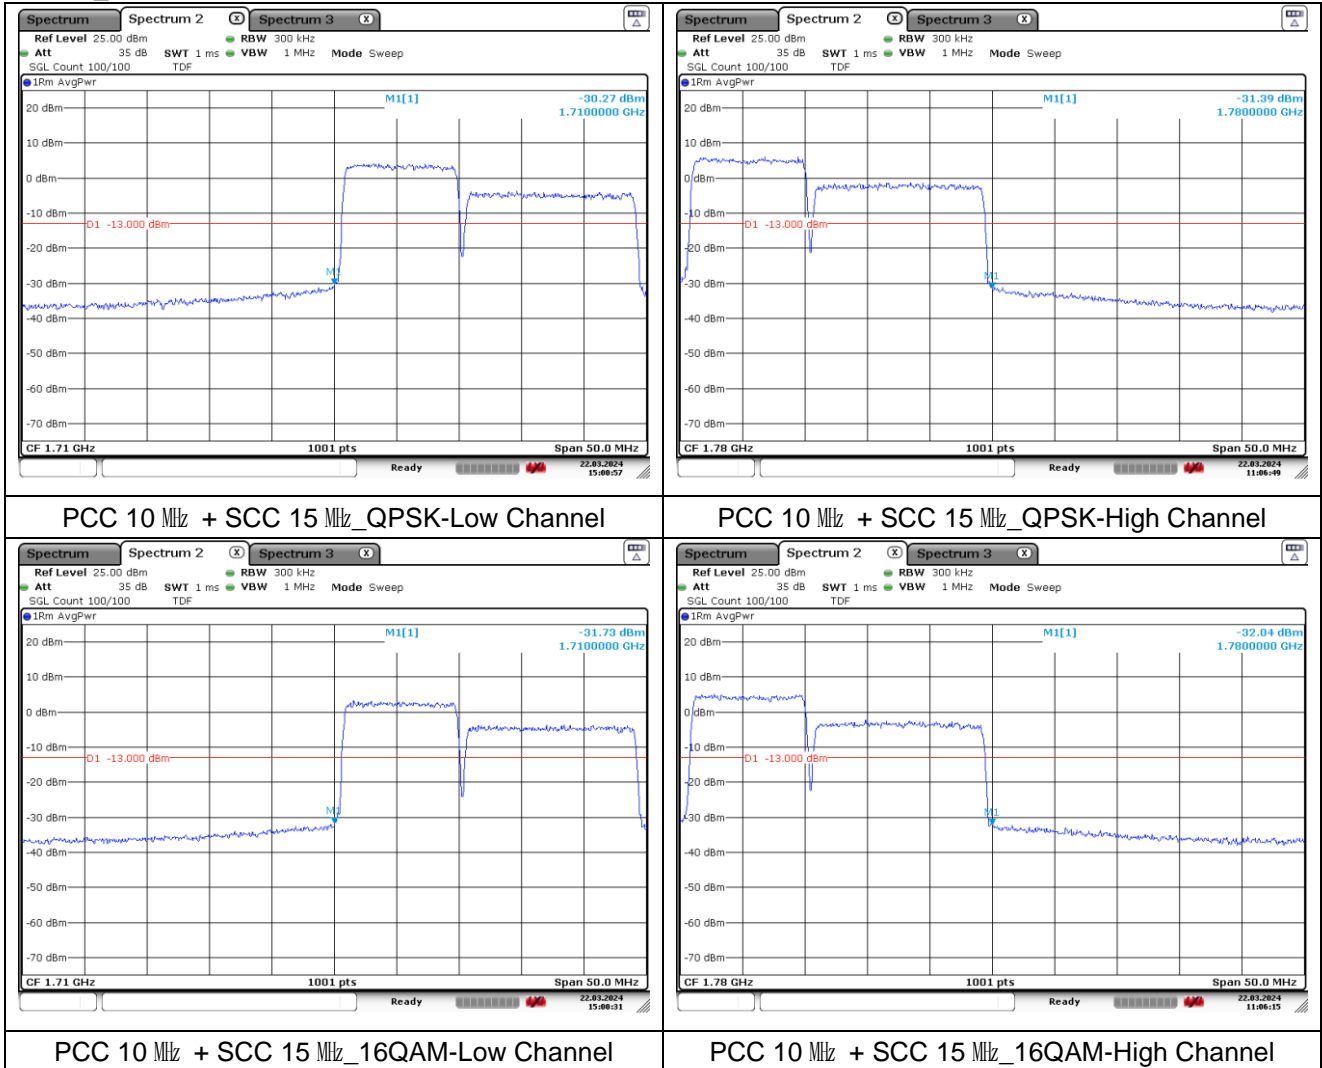 Spectrum Spectrum 2 X Spectrum 3 X
Ref Level 25.00 dBm RBW 300 kHz
Att 35 dB SWT 1 ms VBW 1 MHz Mode Sweep
SGL Count 100/100 TDF
1Rm AvgPwr
M1[1] -30.27 dBm
1.7100000 GHz
20 dBm
10 dBm
0 dBm
-10 dBm
D1 -13.000 dBm
-20 dBm
M1
-30 dBm
-40 dBm
-50 dBm
-60 dBm
-70 dBm
CF 1.71 GHz 1001 pts Span 50.0 MHz
Ready 22.03.2024
15:00:57
PCC 10 ㎒ + SCC 15 ㎒_QPSK-Low Channel
Spectrum Spectrum 2 X Spectrum 3 X
Ref Level 25.00 dBm RBW 300 kHz
Att 35 dB SWT 1 ms VBW 1 MHz Mode Sweep
SGL Count 100/100 TDF
1Rm AvgPwr
M1[1] -31.39 dBm
1.7800000 GHz
20 dBm
10 dBm
0 dBm
-10 dBm
D1 -13.000 dBm
-20 dBm
M1
-30 dBm
-40 dBm
-50 dBm
-60 dBm
-70 dBm
CF 1.78 GHz 1001 pts Span 50.0 MHz
Ready 22.03.2024
11:06:49
PCC 10 ㎒ + SCC 15 ㎒_QPSK-High Channel
Spectrum Spectrum 2 X Spectrum 3 X
Ref Level 25.00 dBm RBW 300 kHz
Att 35 dB SWT 1 ms VBW 1 MHz Mode Sweep
SGL Count 100/100 TDF
1Rm AvgPwr
M1[1] -31.73 dBm
1.7100000 GHz
20 dBm
10 dBm
0 dBm
-10 dBm
D1 -13.000 dBm
-20 dBm
M1
-30 dBm
-40 dBm
-50 dBm
-60 dBm
-70 dBm
CF 1.71 GHz 1001 pts Span 50.0 MHz
Ready 22.03.2024
15:00:31
PCC 10 ㎒ + SCC 15 ㎒_16QAM-Low Channel
Spectrum Spectrum 2 X Spectrum 3 X
Ref Level 25.00 dBm RBW 300 kHz
Att 35 dB SWT 1 ms VBW 1 MHz Mode Sweep
SGL Count 100/100 TDF
1Rm AvgPwr
M1[1] -32.04 dBm
1.7800000 GHz
20 dBm
10 dBm
0 dBm
-10 dBm
D1 -13.000 dBm
-20 dBm
M1
-30 dBm
-40 dBm
-50 dBm
-60 dBm
-70 dBm
CF 1.78 GHz 1001 pts Span 50.0 MHz
Ready 22.03.2024
11:06:15
PCC 10 ㎒ + SCC 15 ㎒_16QAM-High Channel